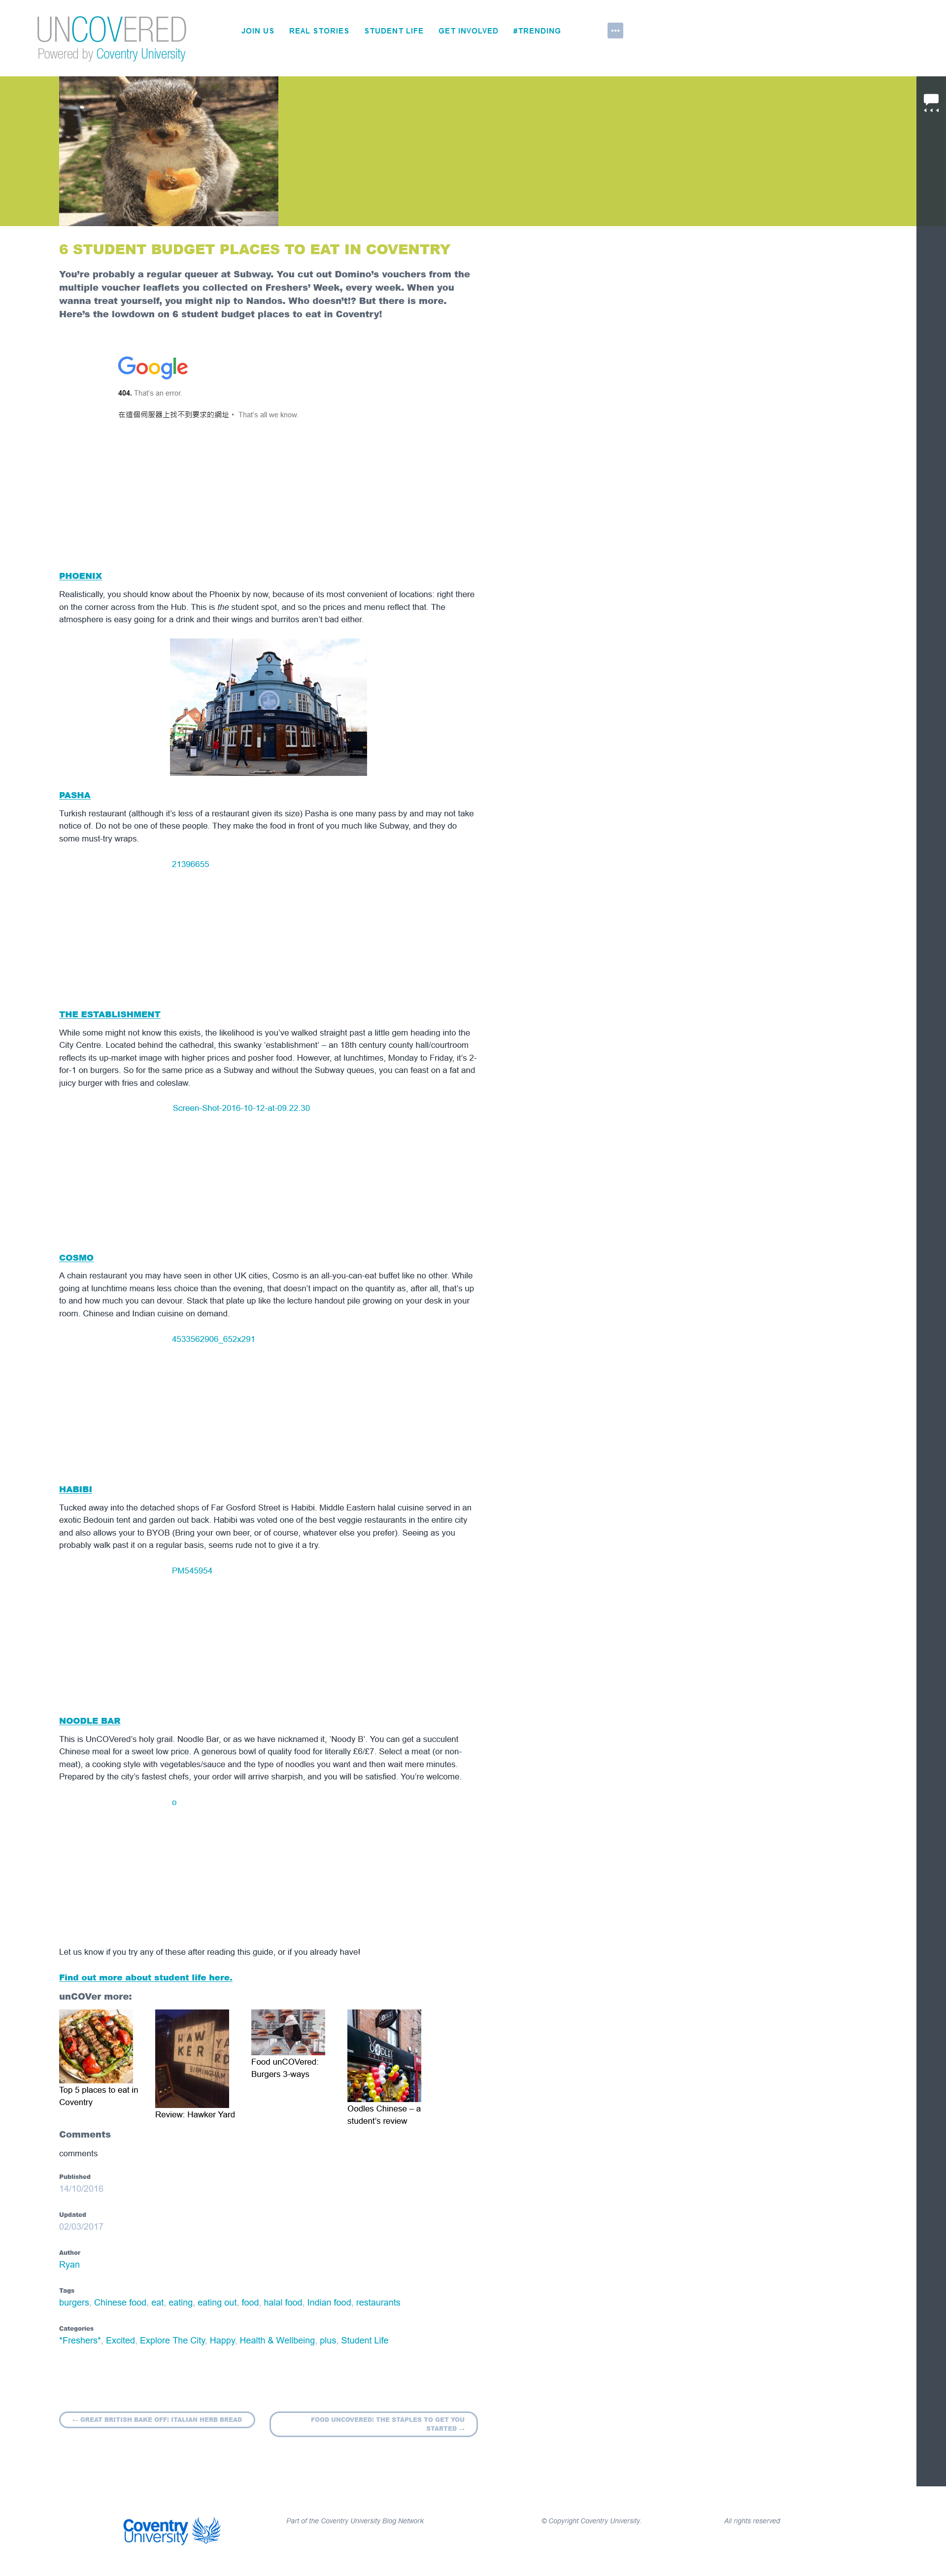 UNCOVERED
Powered by Coventry University
JOIN US REAL STORIES STUDENT LIFE GET INVOLVED #TRENDING
6 STUDENT BUDGET PLACES TO EAT IN COVENTRY
You're probably a regular queuer at Subway. You cut out Domino's vouchers from the
multiple voucher leaflets you collected on Freshers' Week, every week. When you
wanna treat yourself, you might nip to Nandos. Who doesn't!? But there is more.
Here's the lowdown on 6 student budget places to eat in Coventry!
Google
404. That's an error.
在這個伺服器上找不到要求的網址。 That's all we know.
PHOENIX
Realistically, you should know about the Phoenix by now, because of its most convenient of locations: right there
on the corner across from the Hub. This is the student spot, and so the prices and menu reflect that. The
atmosphere is easy going for a drink and their wings and burritos aren't bad either.
PASHA
Turkish restaurant (although it's less of a restaurant given its size) Pasha is one many pass by and may not take
notice of. Do not be one of these people. They make the food in front of you much like Subway, and they do
some must-try wraps.
21396655
THE ESTABLISHMENT
While some might not know this exists, the likelihood is you've walked straight past a little gem heading into the
City Centre. Located behind the cathedral, this swanky 'establishment' – an 18th century county hall/courtroom
reflects its up-market image with higher prices and posher food. However, at lunchtimes, Monday to Friday, it's 2-
for-1 on burgers. So for the same price as a Subway and without the Subway queues, you can feast on a fat and
juicy burger with fries and coleslaw.
Screen-Shot-2016-10-12-at-09.22.30
COSMO
A chain restaurant you may have seen in other UK cities, Cosmo is an all-you-can-eat buffet like no other. While
going at lunchtime means less choice than the evening, that doesn't impact on the quantity as, after all, that's up
to and how much you can devour. Stack that plate up like the lecture handout pile growing on your desk in your
room. Chinese and Indian cuisine on demand.
4533562906_652x291
HABIBI
Tucked away into the detached shops of Far Gosford Street is Habibi. Middle Eastern halal cuisine served in an
exotic Bedouin tent and garden out back. Habibi was voted one of the best veggie restaurants in the entire city
and also allows your to BYOB (Bring your own beer, or of course, whatever else you prefer). Seeing as you
probably walk past it on a regular basis, seems rude not to give it a try.
PM545954
NOODLE BAR
This is UnCOVered's holy grail. Noodle Bar, or as we have nicknamed it, 'Noody B'. You can get a succulent
Chinese meal for a sweet low price. A generous bowl of quality food for literally £6/£7. Select a meat (or non-
meat), a cooking style with vegetables/sauce and the type of noodles you want and then wait mere minutes.
Prepared by the city's fastest chefs, your order will arrive sharpish, and you will be satisfied. You're welcome.
o
Let us know if you try any of these after reading this guide, or if you already have!
Find out more about student life here.
unCOVer more:
HAW YA
KER RD
BIRMINGHAM
Top 5 places to eat in
Coventry
Review: Hawker Yard
Food unCOVered:
Burgers 3-ways
Oodles Chinese – a
student's review
Comments
comments
Published
14/10/2016
Updated
02/03/2017
Author
Ryan
Tags
burgers, Chinese food, eat, eating, eating out, food, halal food, Indian food, restaurants
Categories
*Freshers*, Excited, Explore The City, Happy, Health & Wellbeing, plus, Student Life
← GREAT BRITISH BAKE OFF: ITALIAN HERB BREAD
FOOD UNCOVERED: THE STAPLES TO GET YOU
STARTED →
Coventry
University
Part of the Coventry University Blog Network
© Copyright Coventry University.
All rights reserved